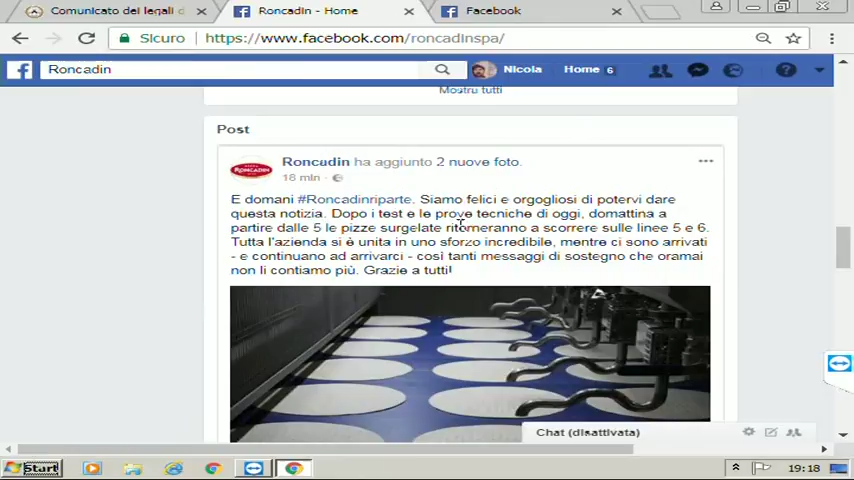 Comunicato dei legali d
Roncadin - Home
Facebook
Sicuro
https://www.facebook.com/roncadinspa/
Roncadin
Nicola
Home 6
Mostru tutti
Post
Roncadin ha aggiunto 2 nuove foto.
18 min
E domani #Roncadinriparte. Siamo felici e orgogliosi di potervi dare
questa notizia. Dopo i test e le prove tecniche di oggi, domattina a
partire dalle 5 le pizze surgelate ritorneranno a scorrere sulle linee 5 e 6.
Tutta l'azienda si è unita in uno sforzo incredibile, mentre ci sono arrivati
- e continuano ad arrivarci - così tanti messaggi di sostegno che oramai
non li contiamo più. Grazie a tutti!
Chat (disattivata)
Start
19:18